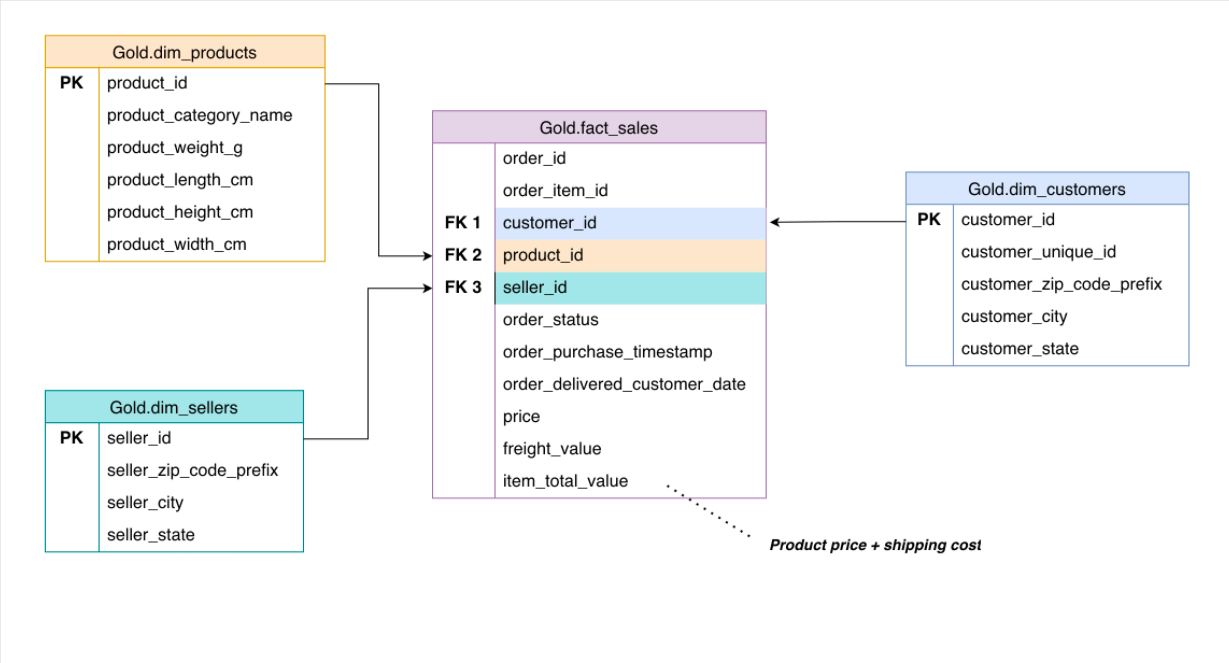 Gold.dim_products
PK product_id
product_category_name
product_weight_g
product_length_cm
product_height_cm
product_width_cm
Gold.fact_sales
order_id
order_item_id
FK 1 customer_id
FK 2 product_id
FK 3 seller_id
order_status
order_purchase_timestamp
order_delivered_customer_date
price
freight_value
item_total_value
Gold.dim_customers
PK customer_id
customer_unique_id
customer_zip_code_prefix
customer_city
customer_state
Gold.dim_sellers
PK seller_id
seller_zip_code_prefix
seller_city
seller_state
Product price + shipping cost